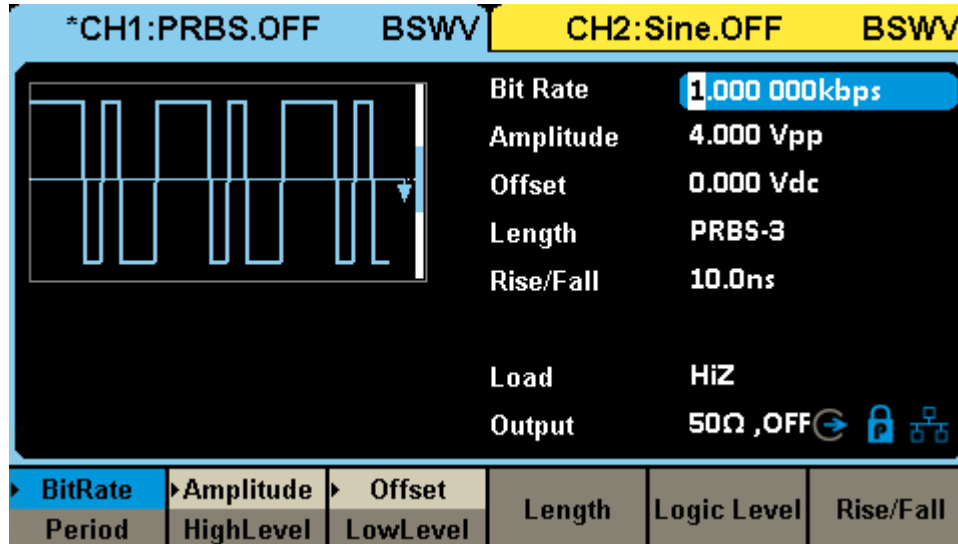 *CH1:PRBS.OFF BSWV CH2:Sine.OFF BSWV
Bit Rate 1.000 000kbps
Amplitude 4.000 Vpp
Offset 0.000 Vdc
Length PRBS-3
Rise/Fall 10.0ns
Load HiZ
Output 50Ω ,OFF P
BitRate Amplitude Offset Length Logic Level Rise/Fall
Period HighLevel LowLevel